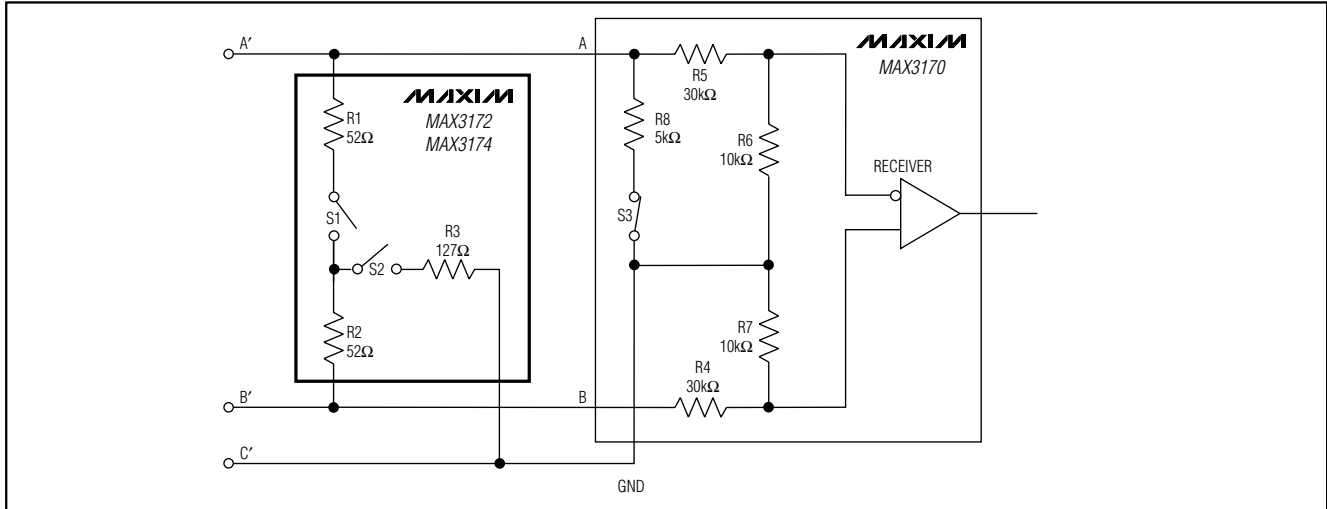 A′
A
MAXIM
MAX3170
R5
30kΩ
MAXIM
MAX3172
MAX3174
R1
52Ω
R8
5kΩ
R6
10kΩ
RECEIVER
S1
S3
R3
127Ω
S2
R2
52Ω
R7
10kΩ
R4
30kΩ
B′
B
C′
GND